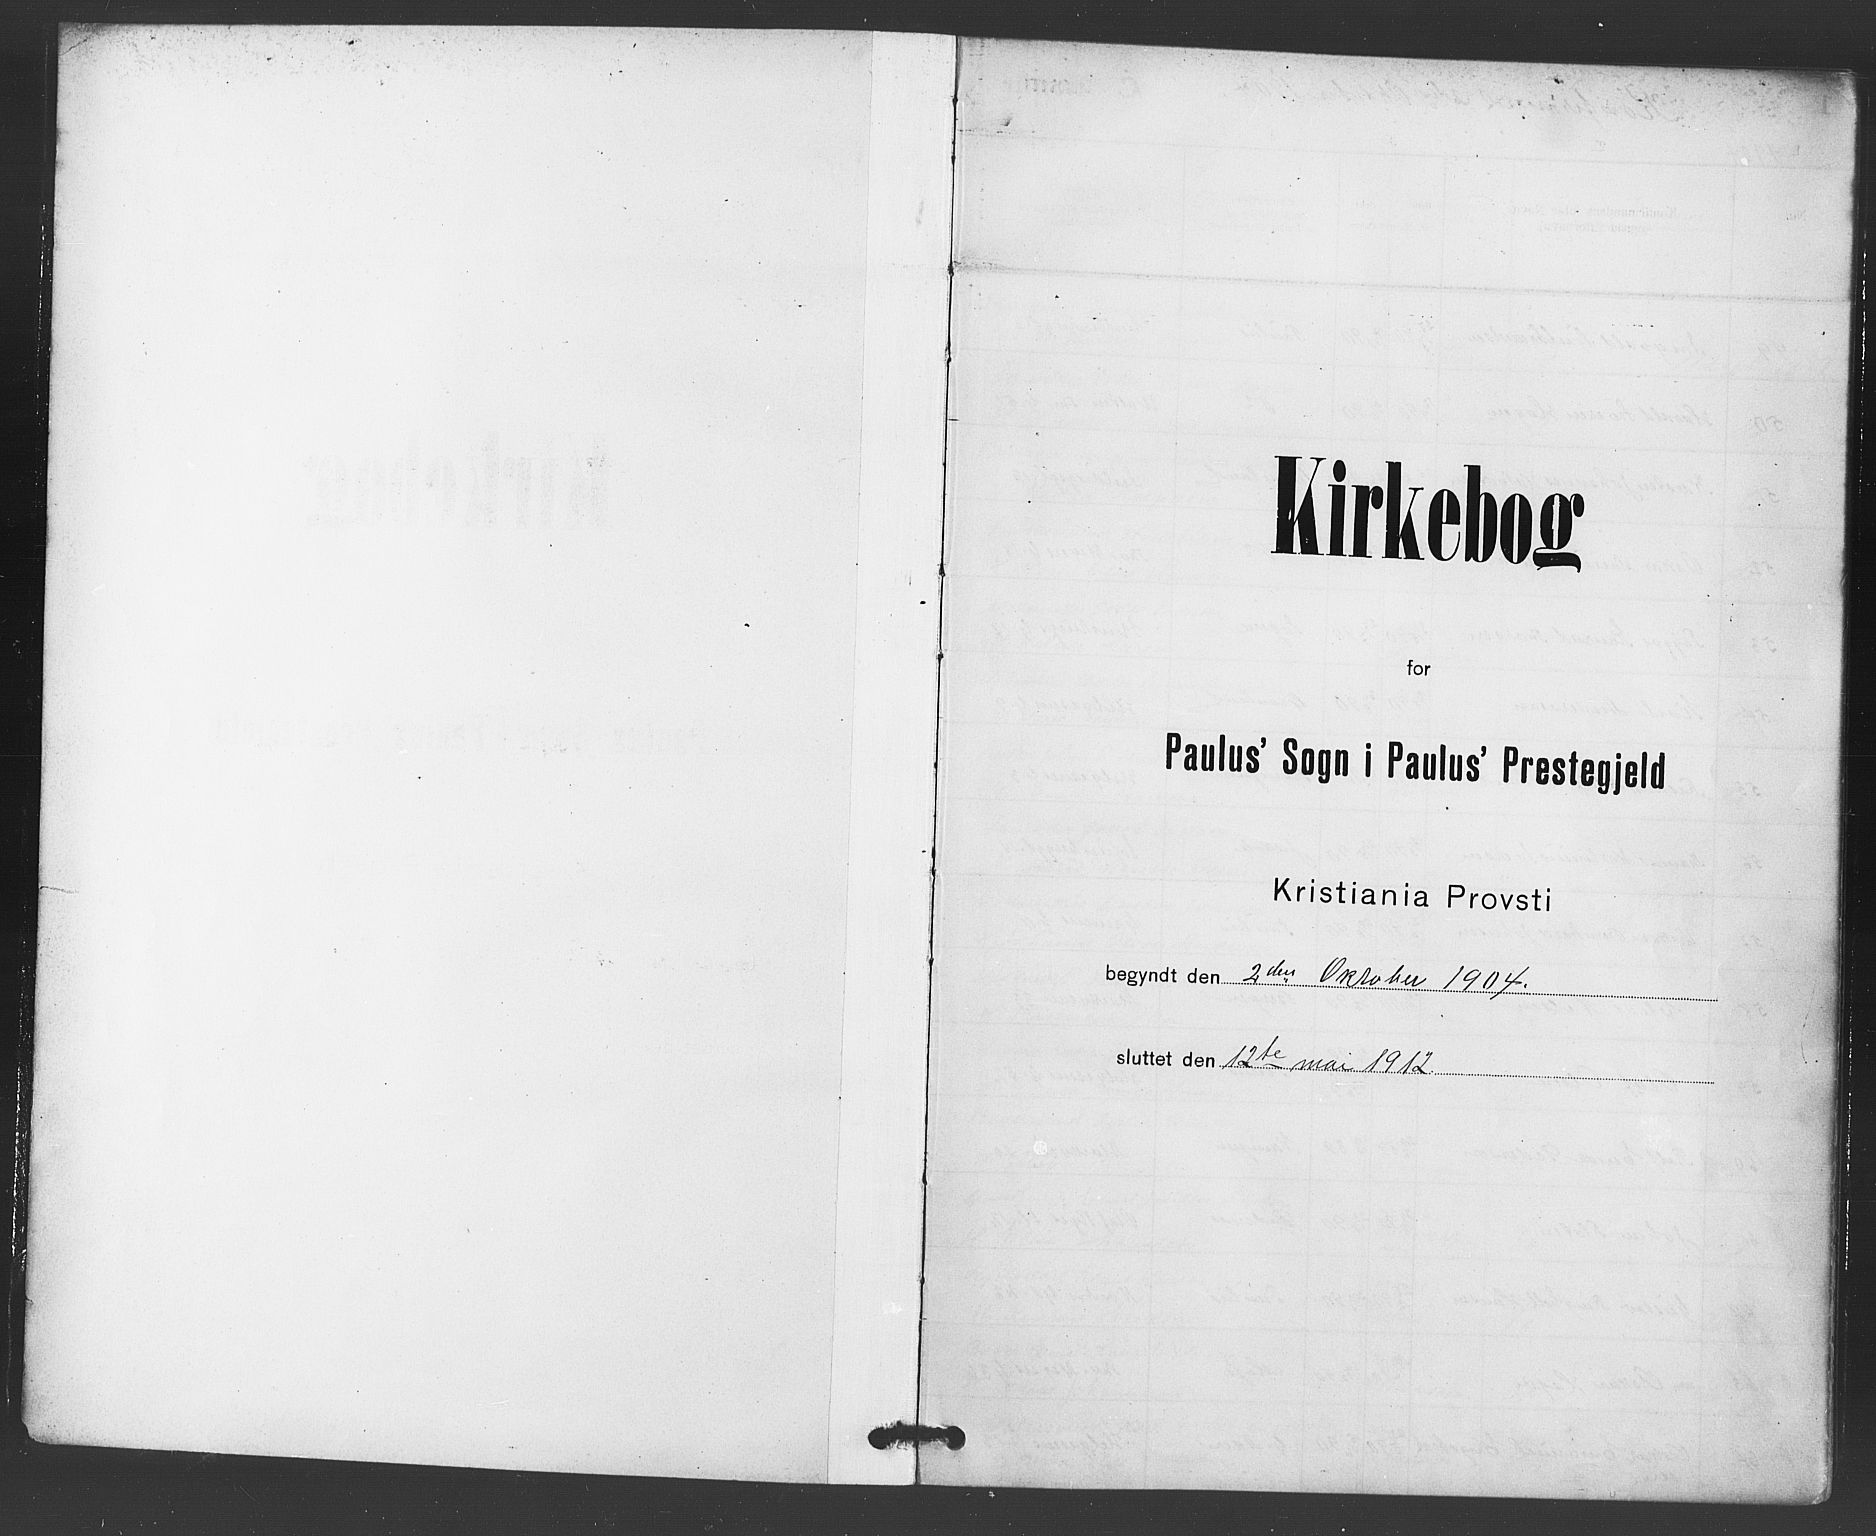 Kirkebog
for
Paulus' Sogn i Paulus' Prestegjeld
Kristiania Provsti
begyndt den 2den Oktober 1904.
sluttet den 12te mai 1912.